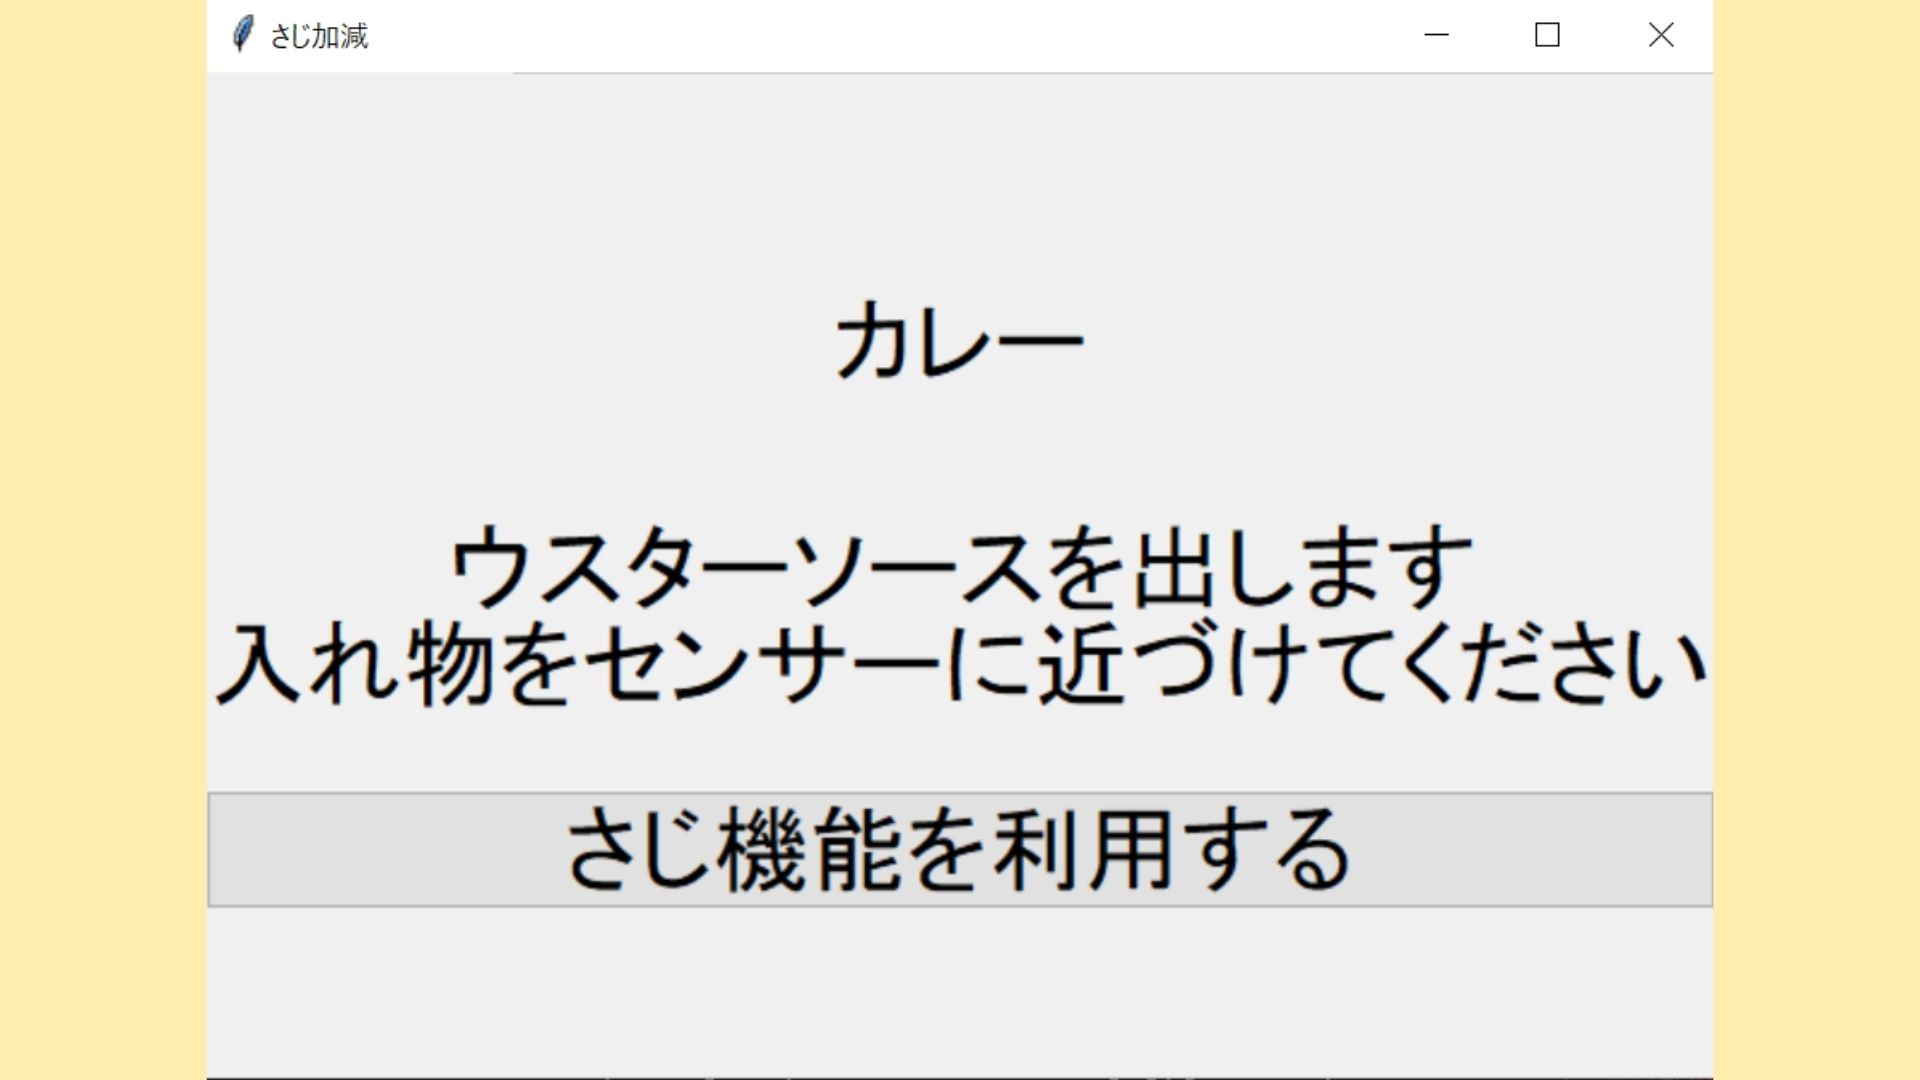 さじ加減
カレー
ウスターソースを出します
入れ物をセンサーに近づけてください
さじ機能を利用する